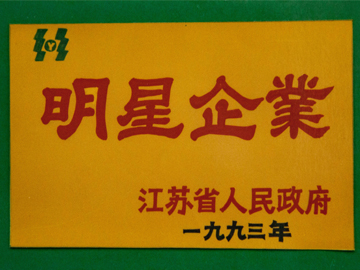 明星企業
江苏省人民政府
一九九三年